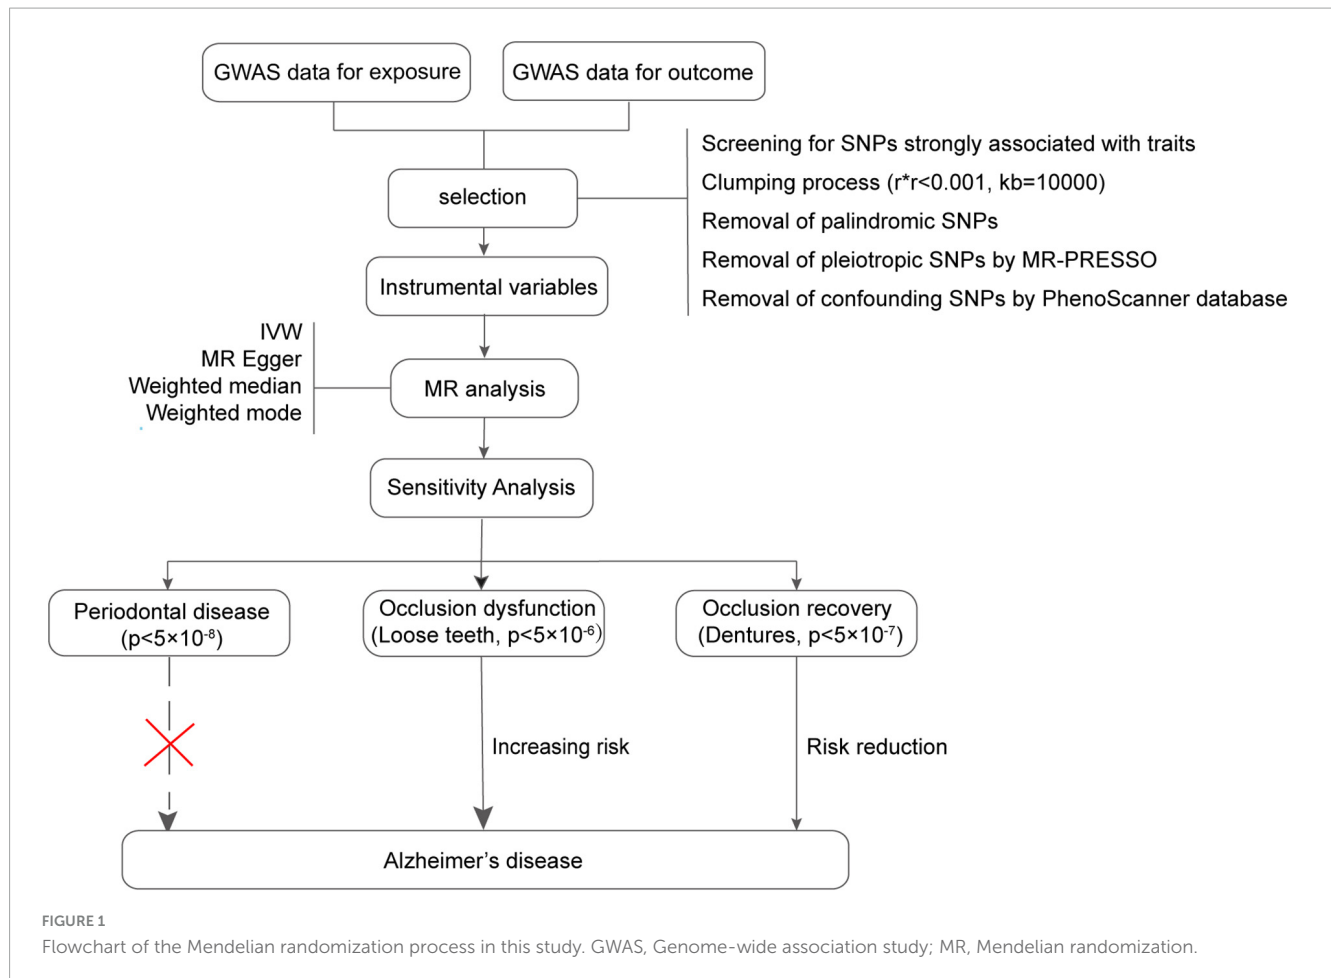 GWAS data for exposure
GWAS data for outcome
Screening for SNPs strongly associated with traits
Clumping process (r*r<0.001, kb=10000)
Removal of palindromic SNPs
Removal of pleiotropic SNPs by MR-PRESSO
Removal of confounding SNPs by PhenoScanner database
selection
Instrumental variables
IVW
MR Egger
Weighted median
Weighted mode
MR analysis
Sensitivity Analysis
Periodontal disease
(p<5×10⁻⁸)
Occlusion dysfunction
(Loose teeth, p<5×10⁻⁶)
Occlusion recovery
(Dentures, p<5×10⁻⁷)
Increasing risk
Risk reduction
Alzheimer's disease
FIGURE 1
Flowchart of the Mendelian randomization process in this study. GWAS, Genome-wide association study; MR, Mendelian randomization.